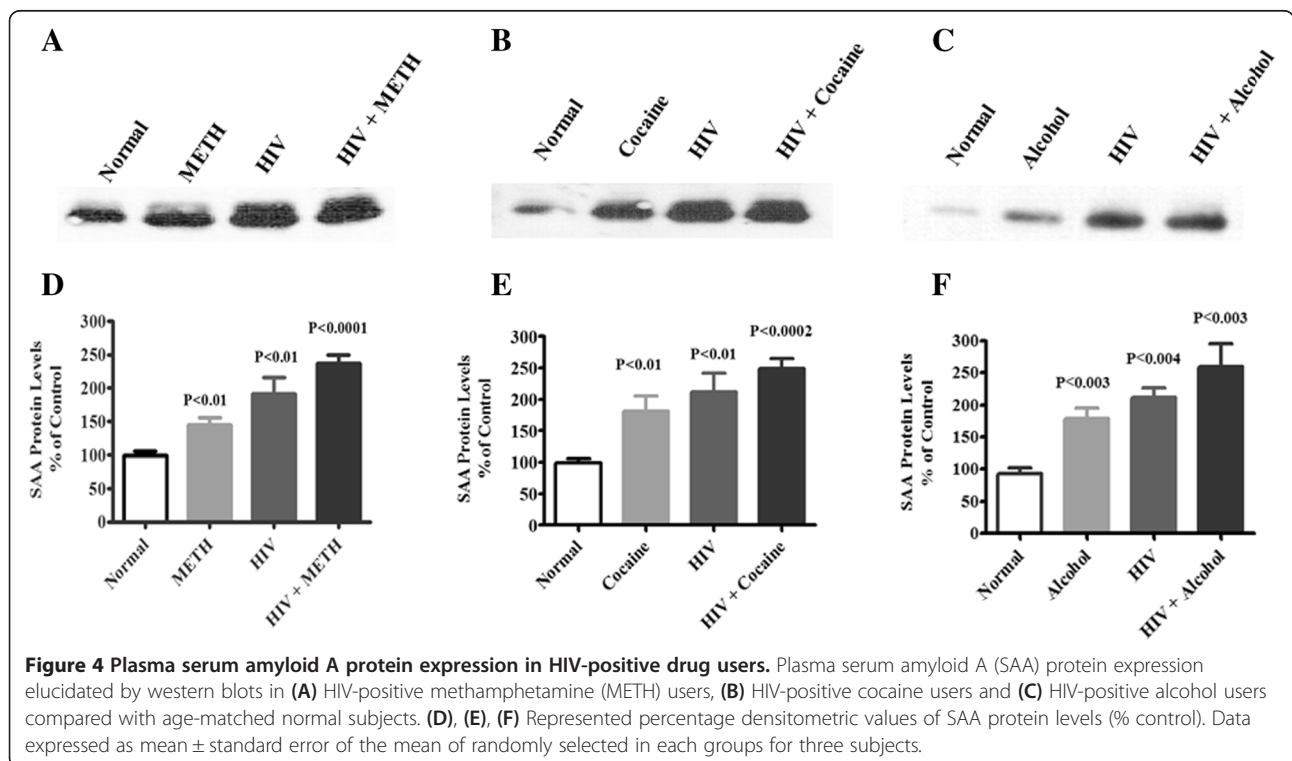 A
B
C
Normal
METH
HIV
HIV + METH
Normal
Cocaine
HIV
HIV + Cocaine
Normal
Alcohol
HIV
HIV + Alcohol
D
SAA Protein Levels
% of Control
300
250
200
150
100
50
0
P<0.01
P<0.01
P<0.0001
Normal
METH
HIV
HIV + METH
E
SAA Protein Levels
% of Control
300
250
200
150
100
50
0
P<0.01
P<0.01
P<0.0002
Normal
Cocaine
HIV
HIV + Cocaine
F
SAA Protein Levels
% of Control
300
250
200
150
100
50
0
P<0.003
P<0.004
P<0.003
Normal
Alcohol
HIV
HIV + Alcohol
Figure 4 Plasma serum amyloid A protein expression in HIV-positive drug users. Plasma serum amyloid A (SAA) protein expression
elucidated by western blots in (A) HIV-positive methamphetamine (METH) users, (B) HIV-positive cocaine users and (C) HIV-positive alcohol users
compared with age-matched normal subjects. (D), (E), (F) Represented percentage densitometric values of SAA protein levels (% control). Data
expressed as mean ± standard error of the mean of randomly selected in each groups for three subjects.